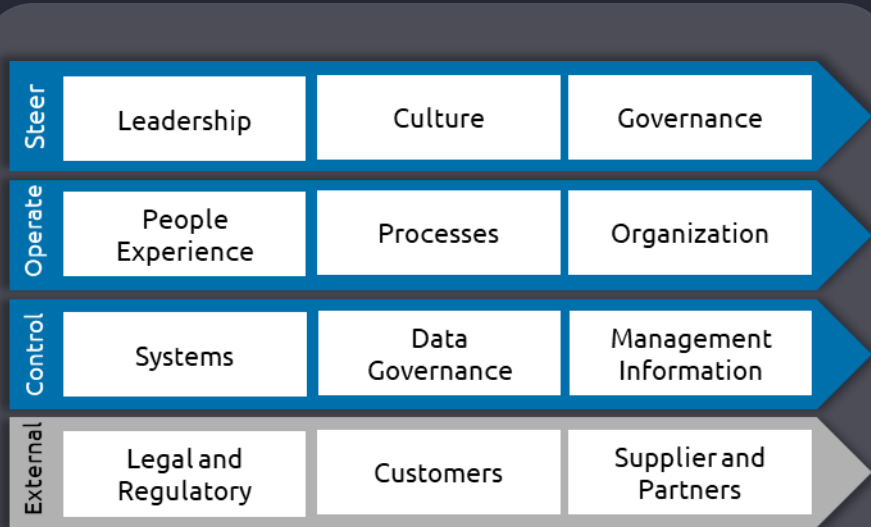 Steer
Leadership
Culture
Governance
Operate
People
Experience
Processes
Organization
Control
Systems
Data
Governance
Management
Information
External
Legal and
Regulatory
Customers
Supplier and
Partners